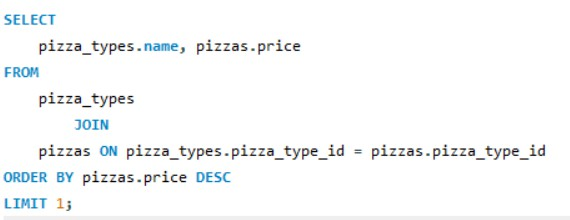 SELECT
pizza_types.name, pizzas.price
FROM
pizza_types
JOIN
pizzas ON pizza_types.pizza_type_id = pizzas.pizza_type_id
ORDER BY pizzas.price DESC
LIMIT 1;